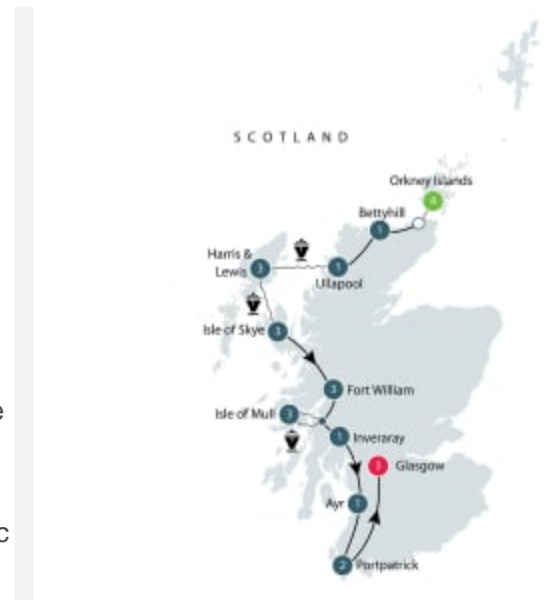 SCOTLAND
Orkney Islands
4
Bettyhill
1
Harris &
Lewis
3
1
Ullapool
Isle of Skye
3
3
Fort William
Isle of Mull
3
1
Inveraray
3
Glasgow
Ayr
1
2
Portpatrick
e
c